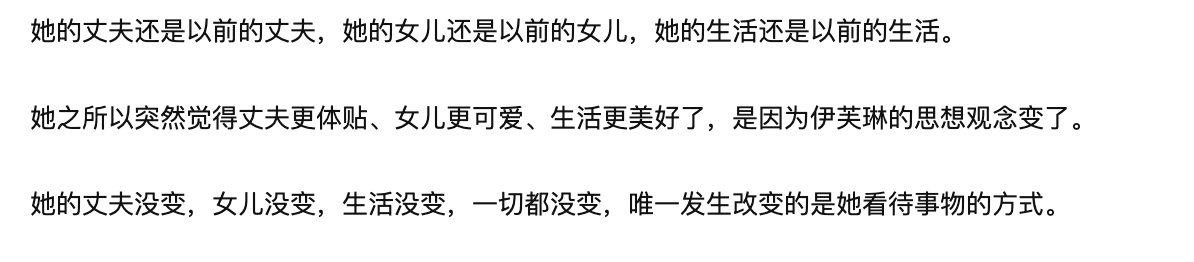 她的丈夫还是以前的丈夫，她的女儿还是以前的女儿，她的生活还是以前的生活。
她之所以突然觉得丈夫更体贴、女儿更可爱、生活更美好了，是因为伊芙琳的思想观念变了。
她的丈夫没变，女儿没变，生活没变，一切都没变，唯一发生改变的是她看待事物的方式。